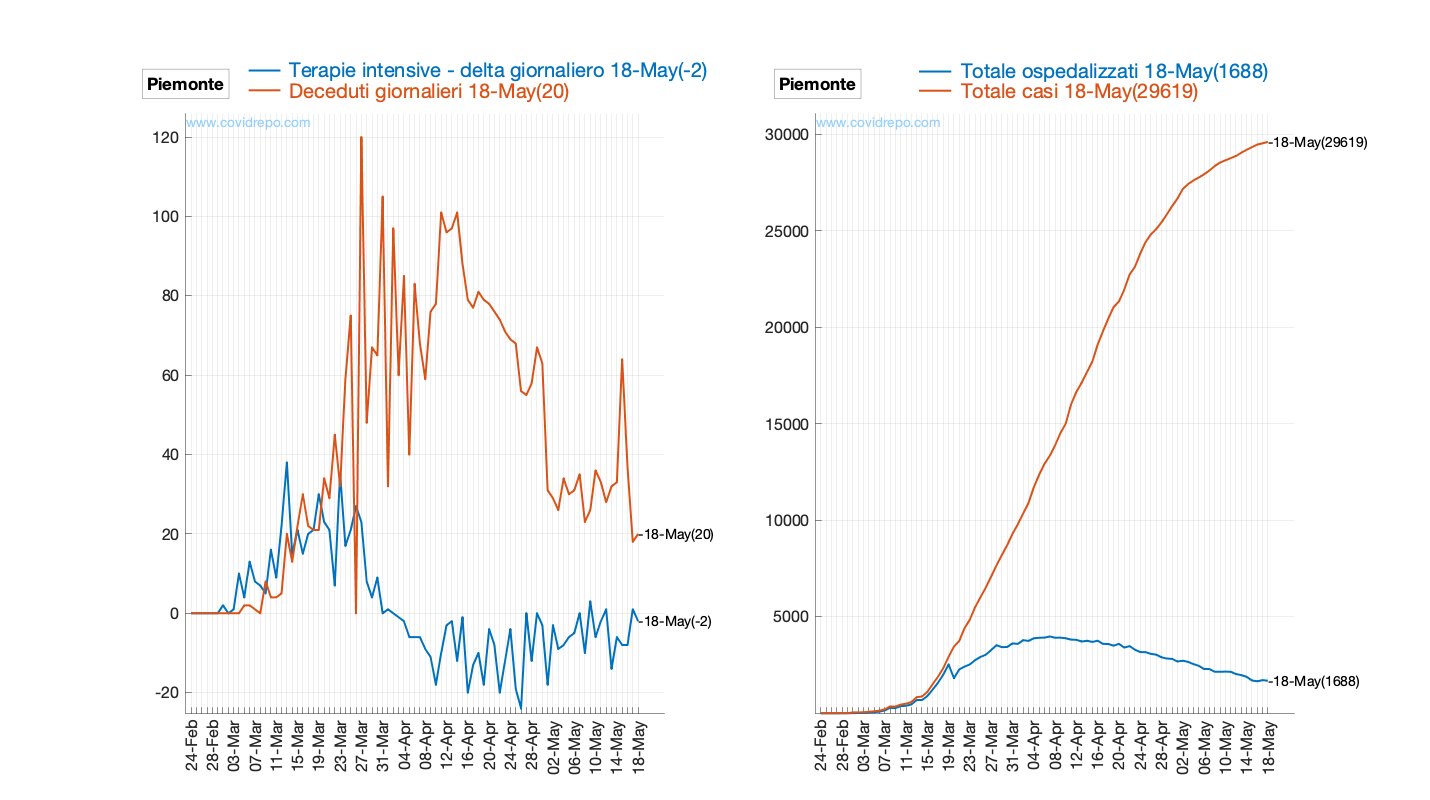 Piemonte
Terapie intensive - delta giornaliero 18-May(-2)
Deceduti giornalieri 18-May(20)
www.covidrepo.com
120
100
80
60
40
20
0
-20
18-May(20)
18-May(-2)
24-Feb
28-Feb
03-Mar
07-Mar
11-Mar
15-Mar
19-Mar
23-Mar
27-Mar
31-Mar
04-Apr
08-Apr
12-Apr
16-Apr
20-Apr
24-Apr
28-Apr
02-May
06-May
10-May
14-May
18-May
Piemonte
Totale ospedalizzati 18-May(1688)
Totale casi 18-May(29619)
www.covidrepo.com
30000
25000
20000
15000
10000
5000
18-May(29619)
18-May(1688)
24-Feb
28-Feb
03-Mar
07-Mar
11-Mar
15-Mar
19-Mar
23-Mar
27-Mar
31-Mar
04-Apr
08-Apr
12-Apr
16-Apr
20-Apr
24-Apr
28-Apr
02-May
06-May
10-May
14-May
18-May